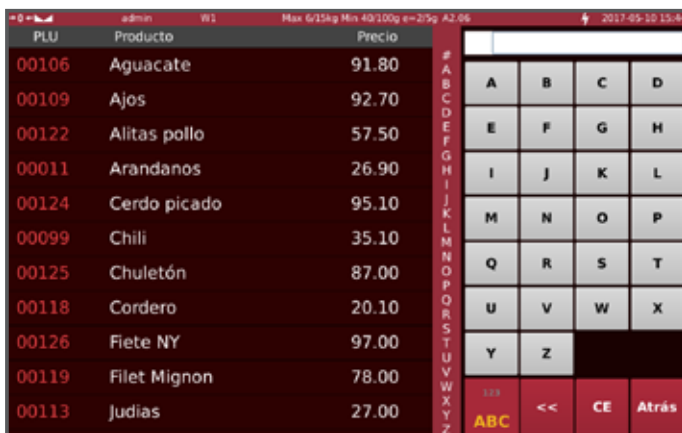 →0← admin W1 Max 6/15kg Min 40/100g e=2/5g A2.06 2017-05-10 15:4
PLU Producto Precio
00106 Aguacate 91.80
00109 Ajos 92.70
00122 Alitas pollo 57.50
00011 Arandanos 26.90
00124 Cerdo picado 95.10
00099 Chili 35.10
00125 Chuletón 87.00
00118 Cordero 20.10
00126 Fiete NY 97.00
00119 Filet Mignon 78.00
00113 Judias 27.00
#
A
B
C
D
E
F
G
H
I
J
K
L
M
N
O
P
Q
R
S
T
U
V
W
X
Y
Z
A B C D
E F G H
I J K L
M N O P
Q R S T
U V W X
Y Z
123
ABC << CE Atrás